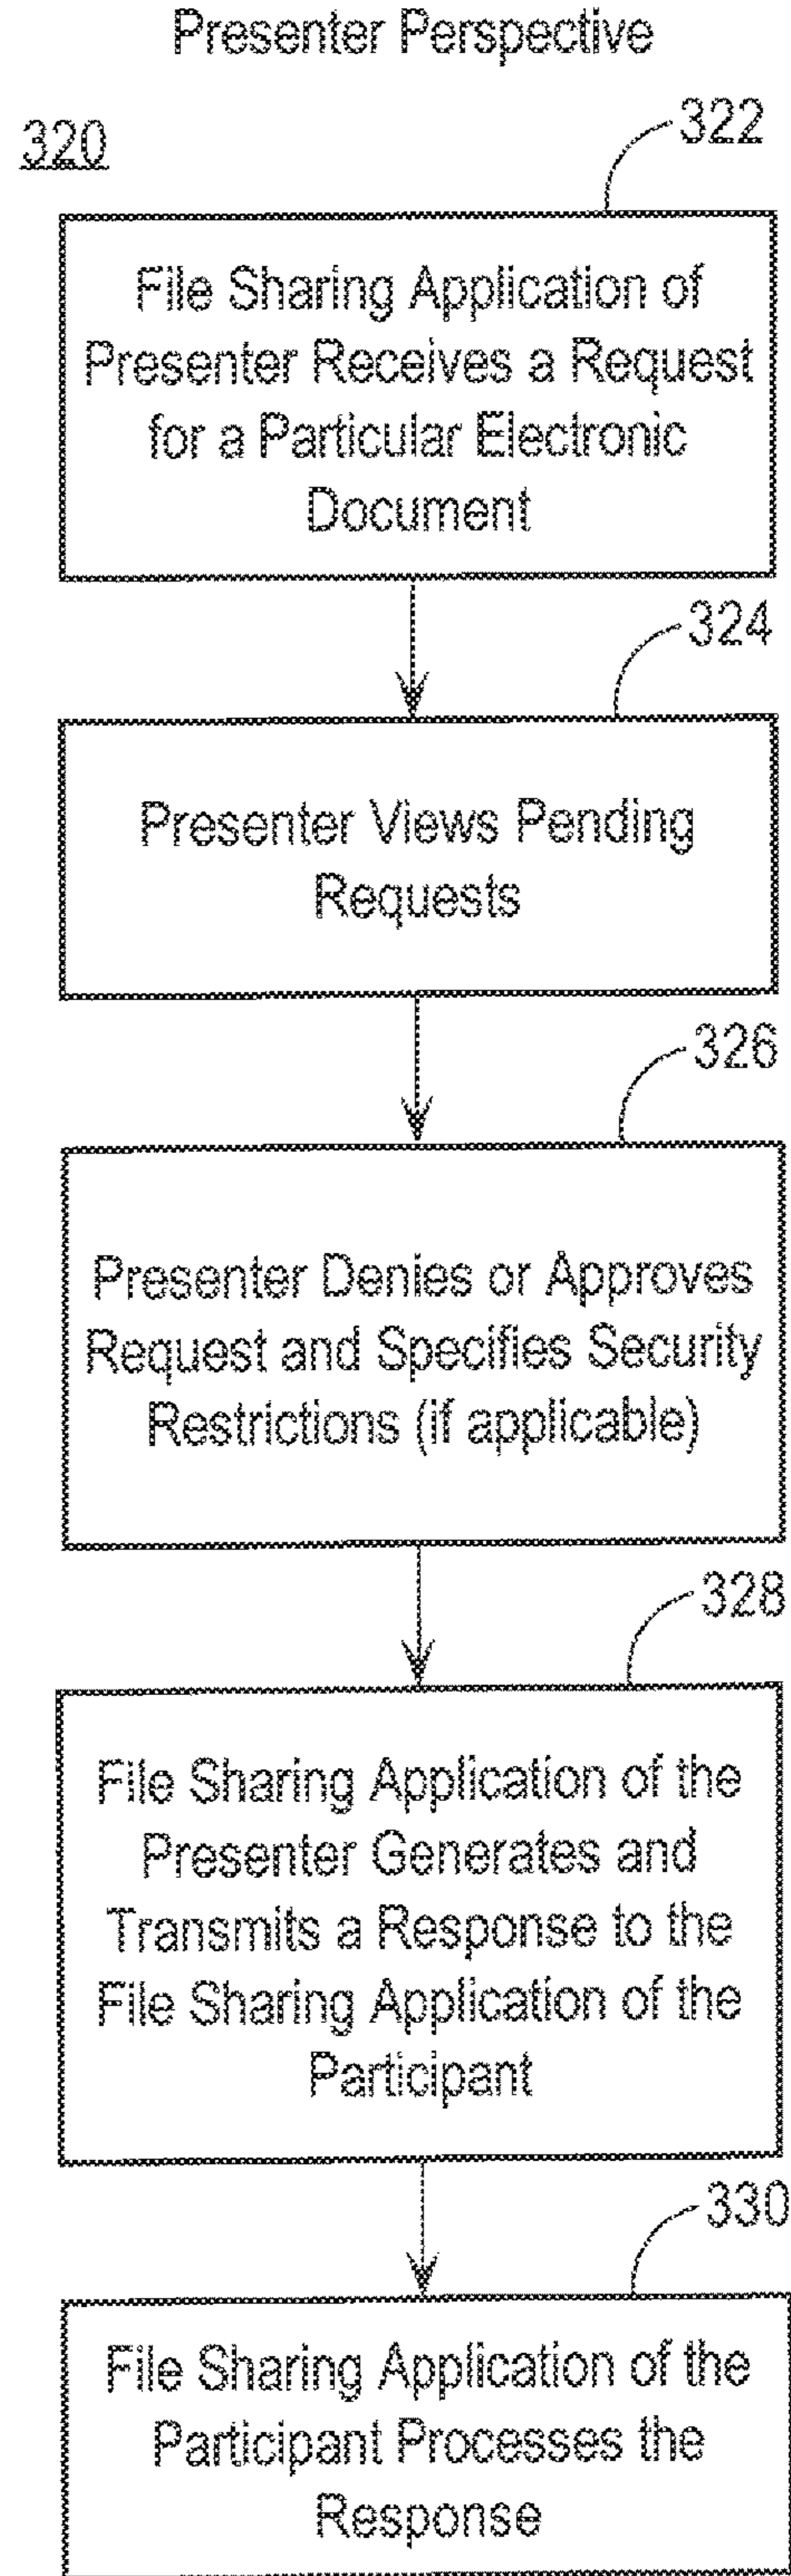 Presenter Perspective
320
322
File Sharing Application of
Presenter Receives a Request
for a Particular Electronic
Document
324
Presenter Views Pending
Requests
326
Presenter Denies or Approves
Request and Specifies Security
Restrictions (if applicable)
328
File Sharing Application of the
Presenter Generates and
Transmits a Response to the
File Sharing Application of the
Participant
330
File Sharing Application of the
Participant Processes the
Response